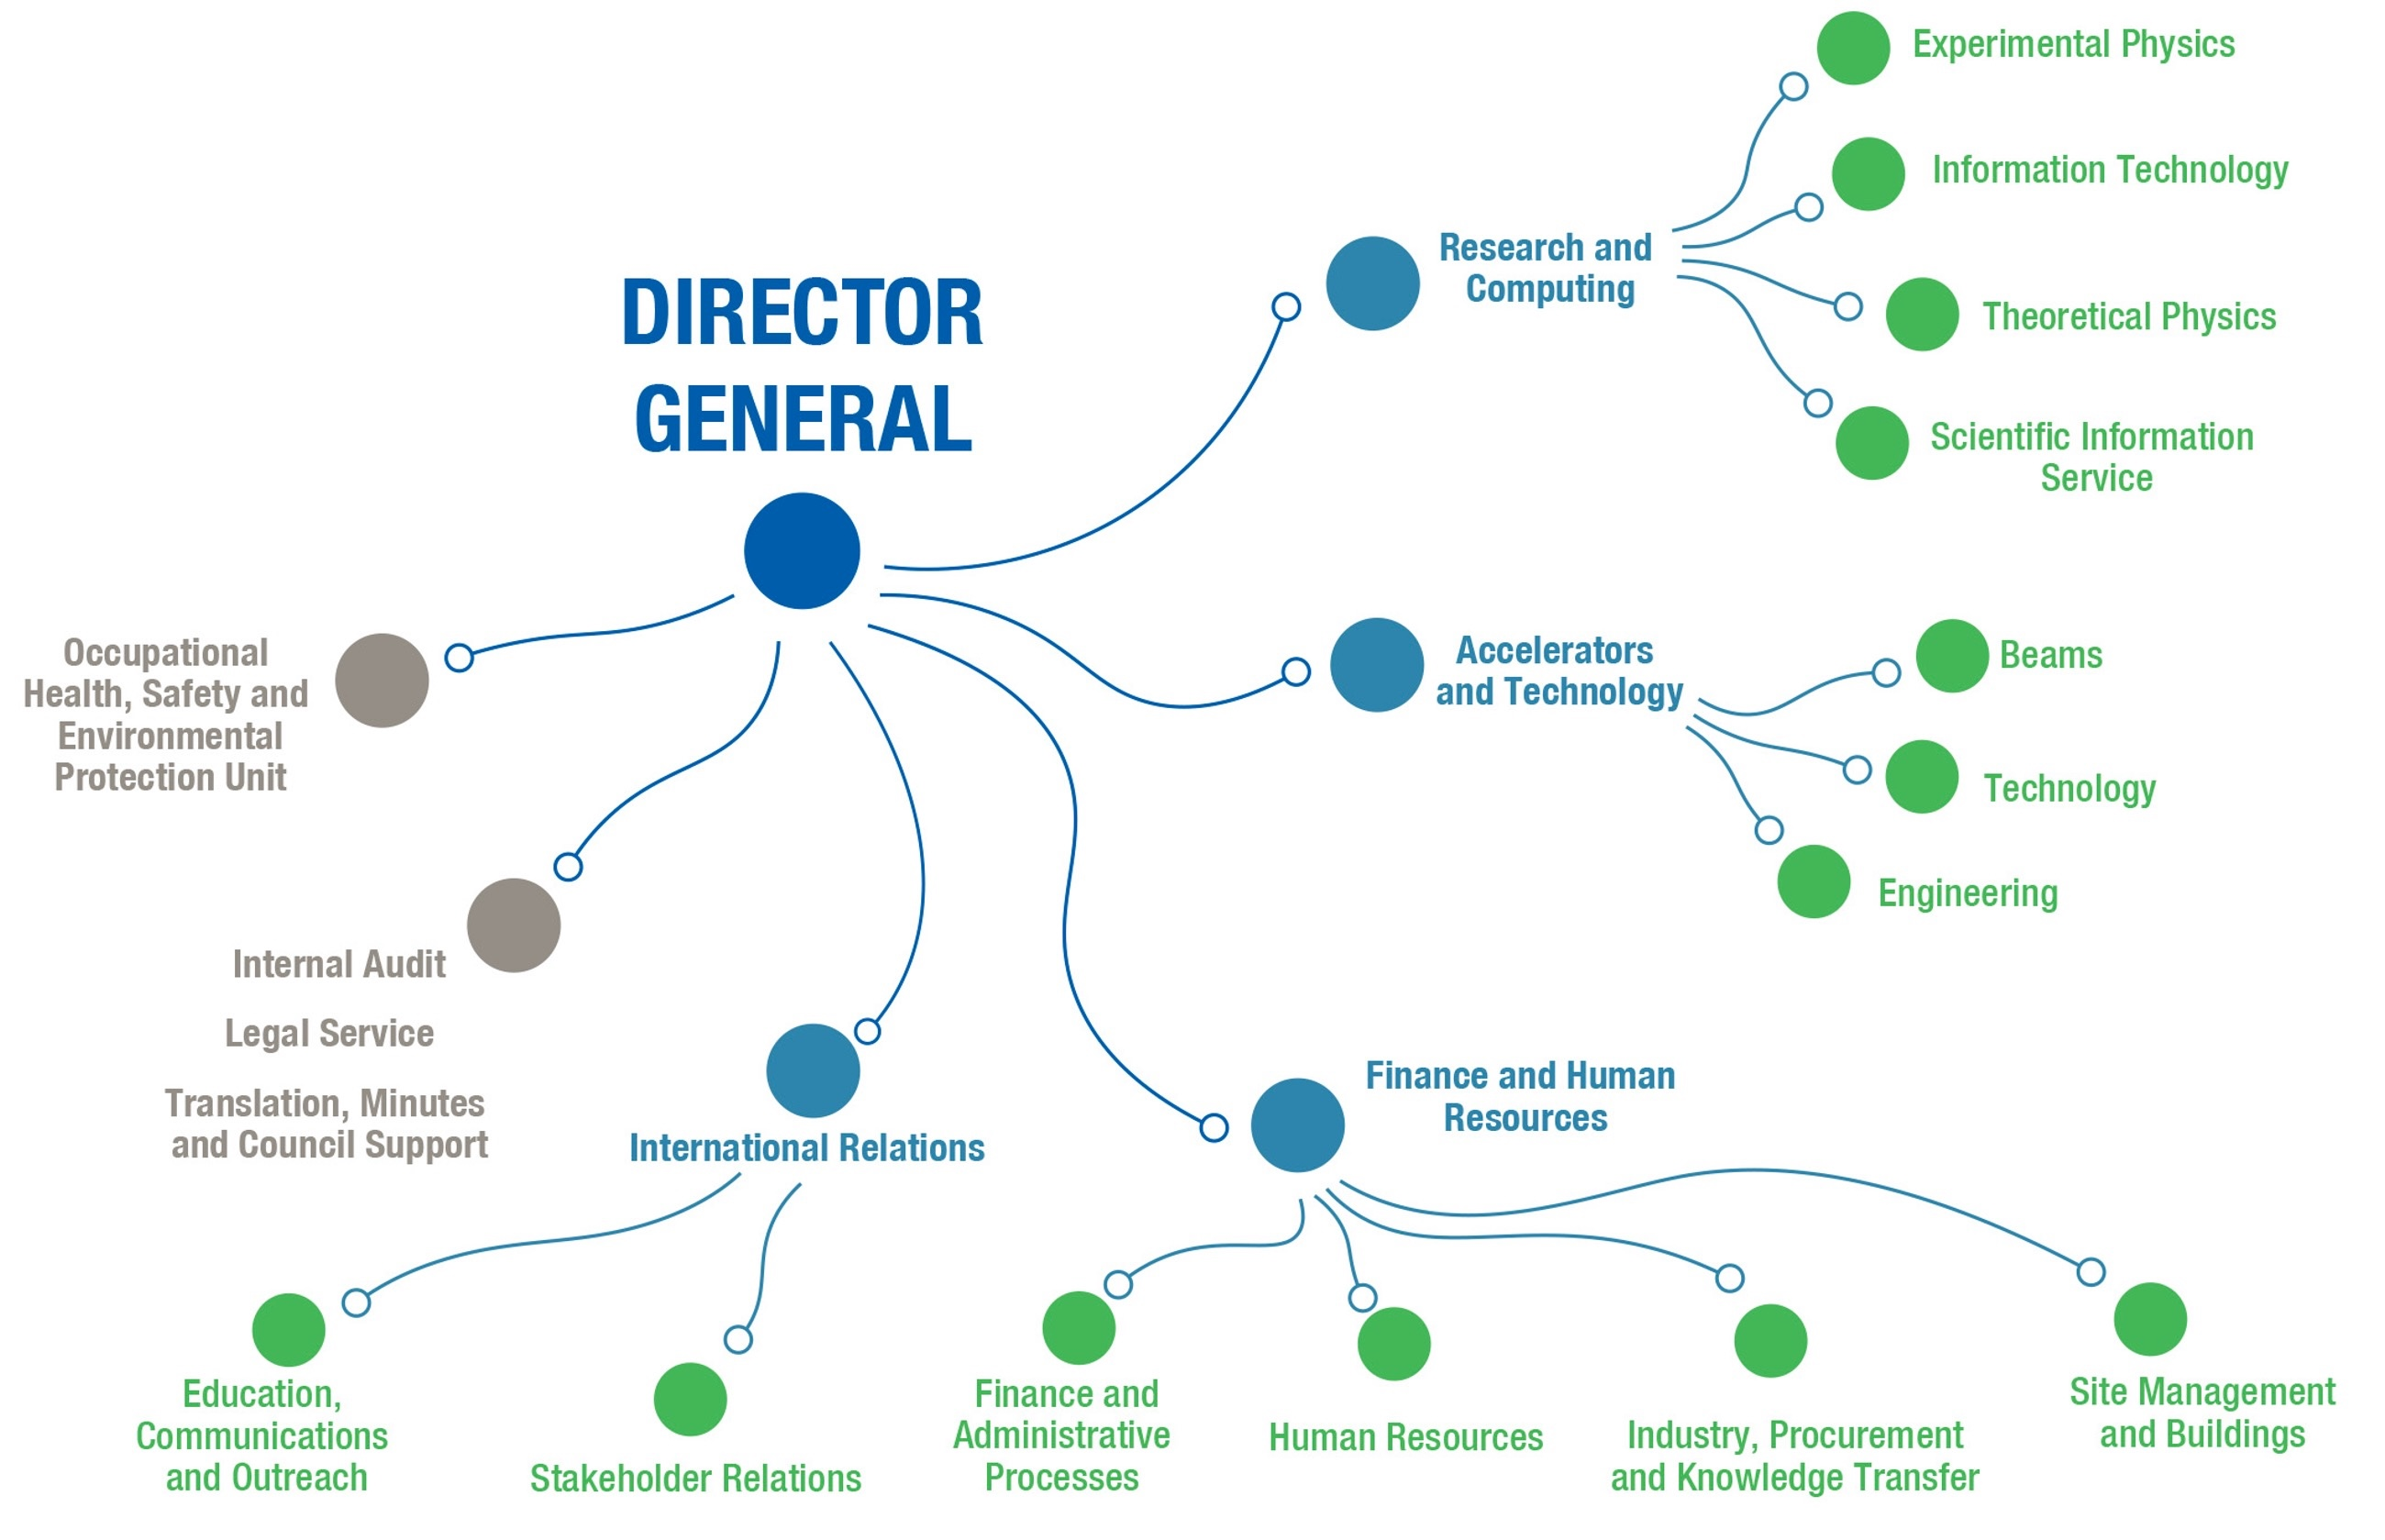 Experimental Physics
Information Technology
Research and
Computing
Theoretical Physics
Scientific Information
Service
DIRECTOR
GENERAL
Occupational
Health, Safety and
Environmental
Protection Unit
Accelerators
and Technology
Beams
Technology
Engineering
Internal Audit
Legal Service
Translation, Minutes
and Council Support
International Relations
Finance and Human
Resources
Education,
Communications
and Outreach
Stakeholder Relations
Finance and
Administrative
Processes
Human Resources
Industry, Procurement
and Knowledge Transfer
Site Management
and Buildings